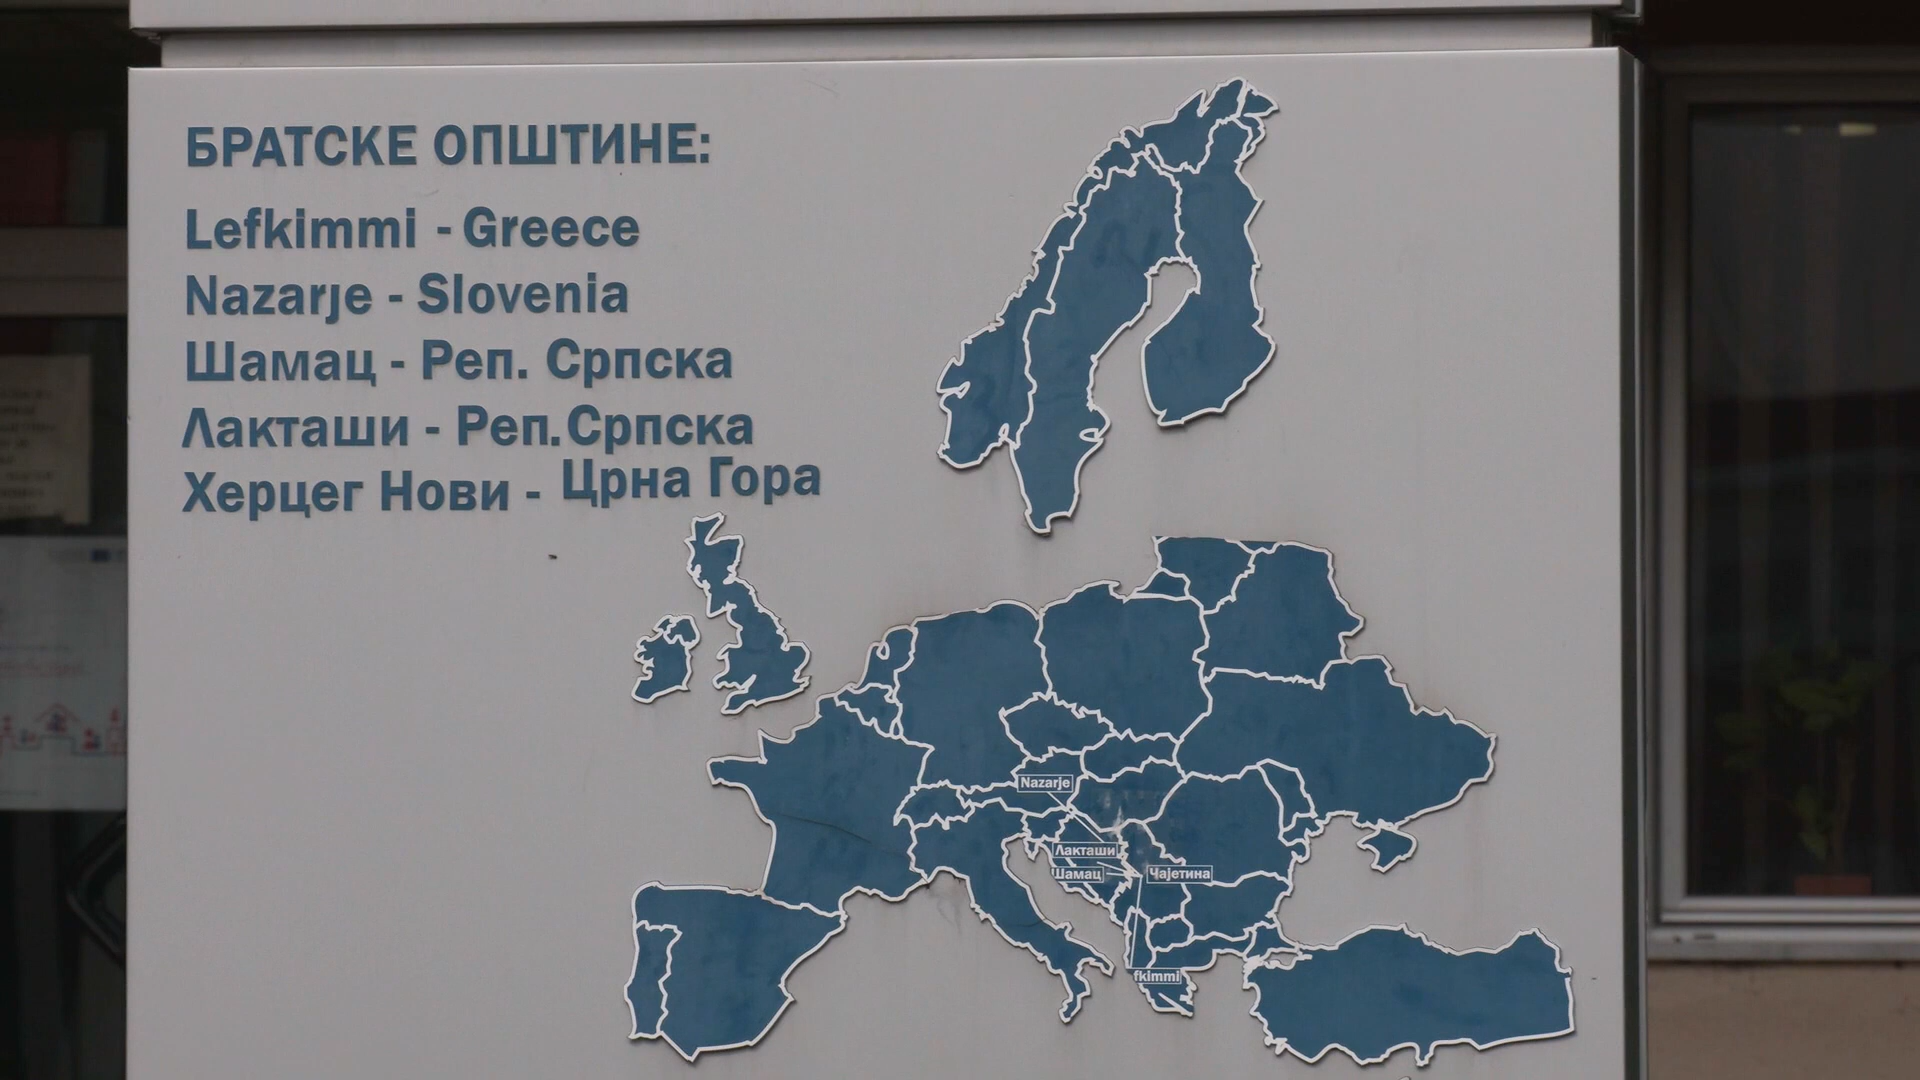 БРАТСКЕ ОПШТИНЕ:
Lefkimmi - Greece
Nazarje - Slovenia
Шамац - Реп. Српска
Лакташи - Реп.Српска
Херцег Нови - Црна Гора
Nazarje
Лакташи
Шамац
Чајетина
fkimmi